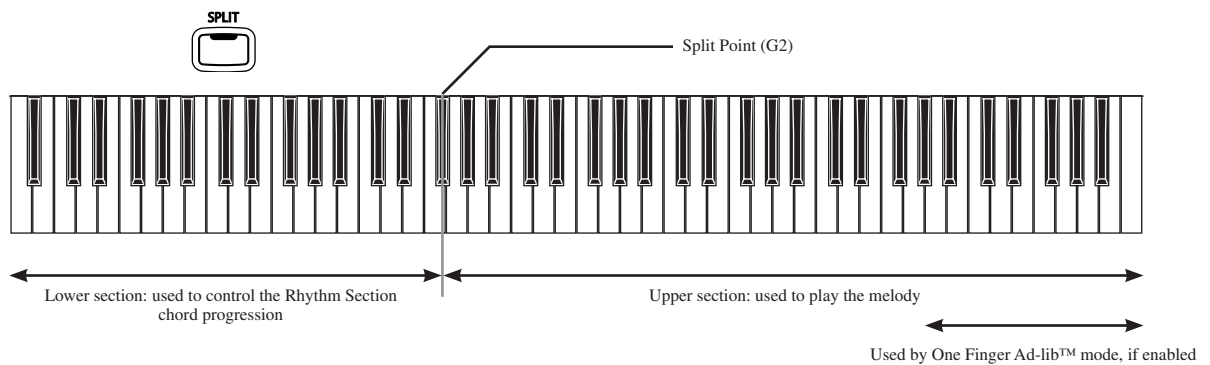 SPLIT
Split Point (G2)
Lower section: used to control the Rhythm Section
chord progression
Upper section: used to play the melody
Used by One Finger Ad-lib™ mode, if enabled